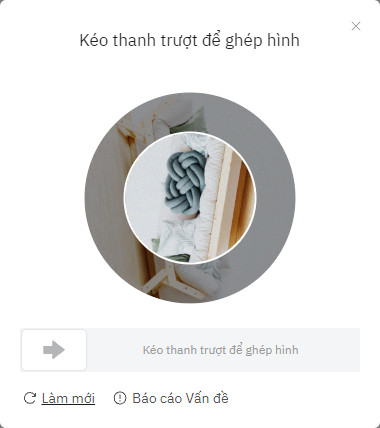 Kéo thanh trượt để ghép hình
Kéo thanh trượt để ghép hình
Làm mới
Báo cáo Vấn đề